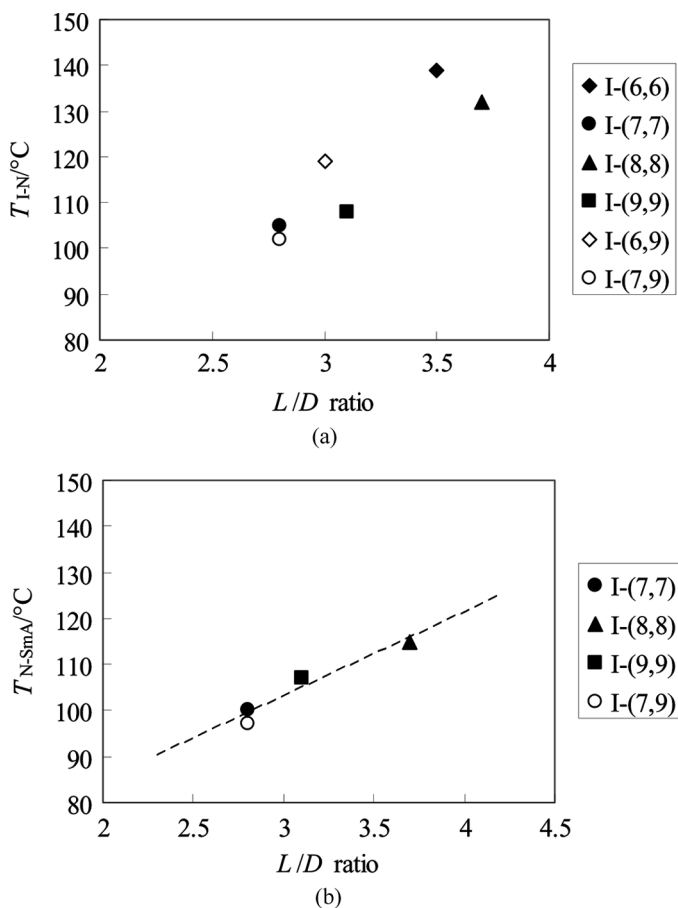 150
140
130
120
110
100
90
80
T I-N/°C
2
2.5
3
3.5
4
L/D ratio
I-(6,6)
I-(7,7)
I-(8,8)
I-(9,9)
I-(6,9)
I-(7,9)
(a)
150
140
130
120
110
100
90
80
T N-SmA/°C
2
2.5
3
3.5
4
4.5
L/D ratio
I-(7,7)
I-(8,8)
I-(9,9)
I-(7,9)
(b)